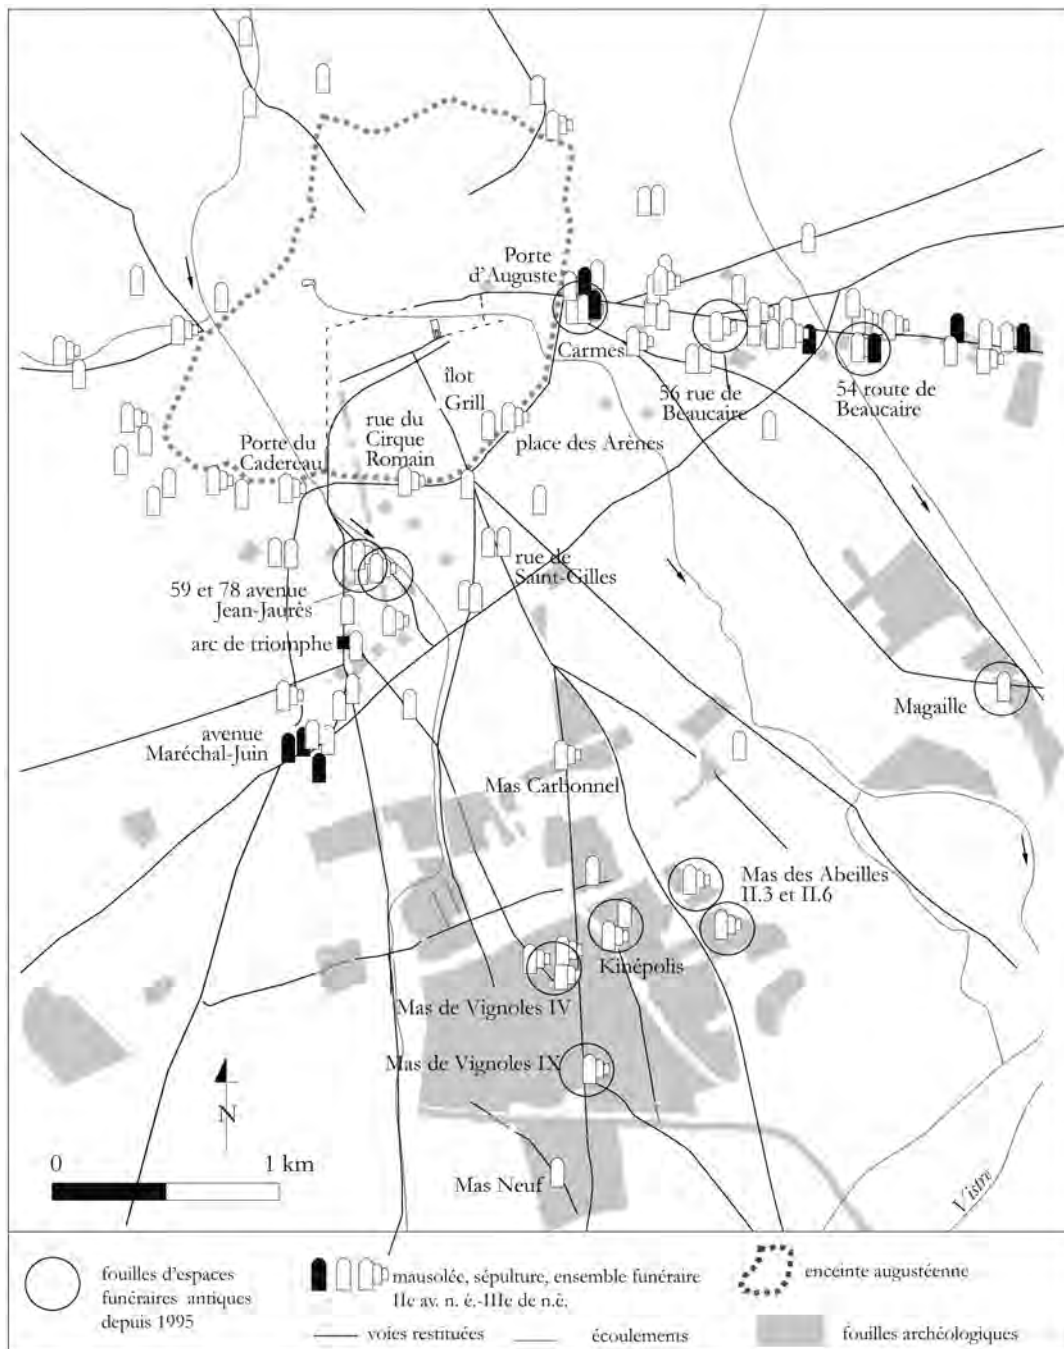 Porte
d'Auguste
Carmes
îlot
Grill
56 rue de
Beaucaire
54 route de
Beaucaire
rue du
Cirque
Romain
Porte du
Cadereau
place des Arènes
rue de
Saint-Gilles
59 et 78 avenue
Jean-Jaurès
arc de triomphe
Magaille
avenue
Maréchal-Juin
Mas Carbonnel
Mas des Abeilles
II.3 et II.6
Kinépolis
Mas de Vignoles IV
Mas de Vignoles IX
N
0 1 km
Mas Neuf
Vistre
fouilles d'espaces
funéraires antiques
depuis 1995
mausolée, sépulture, ensemble funéraire
IIe av. n. è.-IIIe de n.è.
enceinte augustéenne
voies restituées
écoulements
fouilles archéologiques